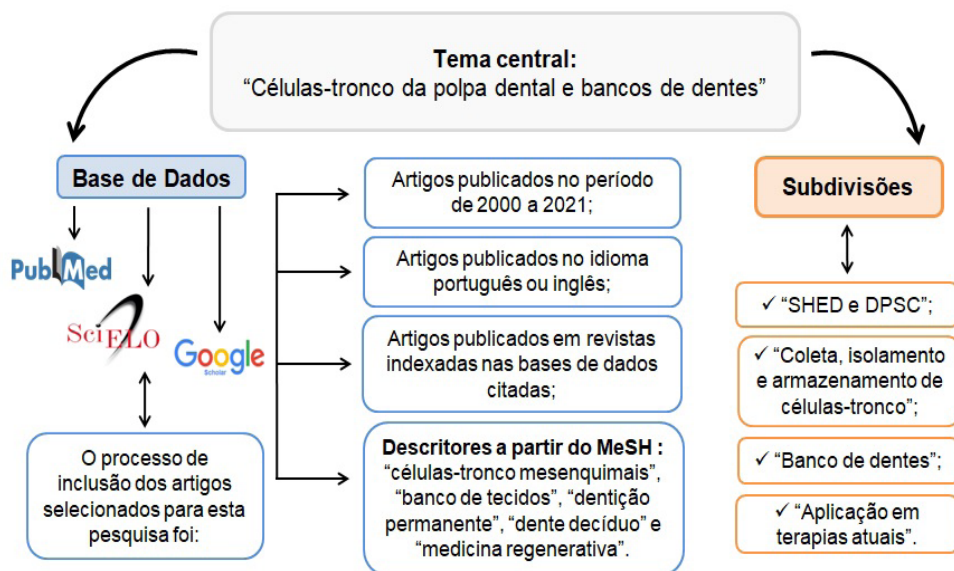 Tema central:
“Células-tronco da polpa dental e bancos de dentes”
Base de Dados
PubMed
SciELO
Google
Scholar
O processo de
inclusão dos artigos
selecionados para esta
pesquisa foi:
Artigos publicados no período
de 2000 a 2021;
Artigos publicados no idioma
português ou inglês;
Artigos publicados em revistas
indexadas nas bases de dados
citadas;
Descritores a partir do MeSH :
“células-tronco mesenquimais”,
“banco de tecidos”, “dentição
permanente”, “dente decíduo” e
“medicina regenerativa”.
Subdivisões
✓ “SHED e DPSC”;
✓ “Coleta, isolamento
e armazenamento de
células-tronco”;
✓ “Banco de dentes”;
✓ “Aplicação em
terapias atuais”.